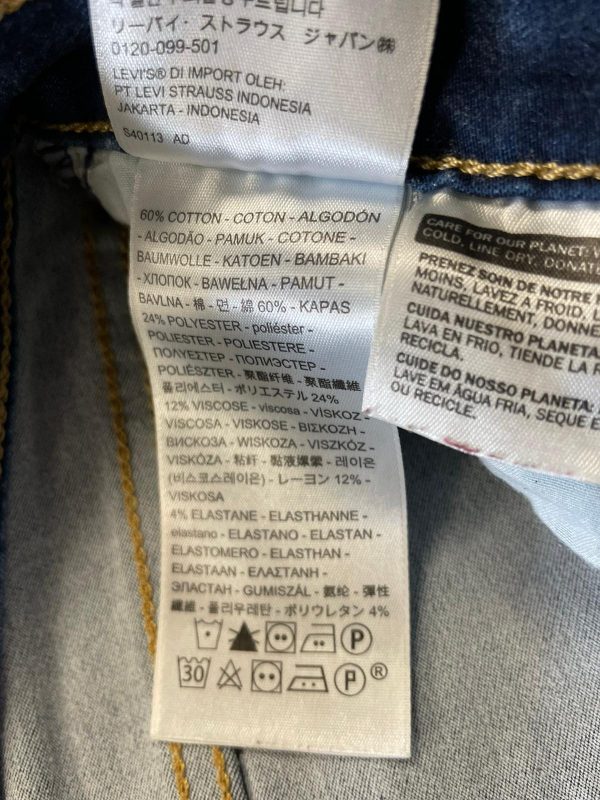 리바이 · ストラウス ジャパン㈱
0120-099-501
LEVI'S® DI IMPORT OLEH:
PT LEVI STRAUSS INDONESIA
JAKARTA - INDONESIA
S40113 AD
60% COTTON - COTON - ALGODÓN
- ALGODÃO - PAMUK - COTONE -
BAUMWOLLE - KATOEN - BAMBAKI
- ХЛОПОК - BAWEŁNA - PAMUT -
BAVLNA - 棉 - 면 - 綿 60% - KAPAS
24% POLYESTER - poliéster -
POLIESTER - POLIESTERE -
ΠΟΛΥΕΣΤΕΡ - ПОЛИЭСТЕР -
POLIÉSZTER - 聚酯纤维 - 聚酯纖維
폴리에스터 - ポリエステル 24%
12% VISCOSE - viscosa - VİSKOZ -
VISCOSA - VISKOSE - ΒΙΣΚΟΖΗ -
ВИСКОЗА - WISKOZA - VISZKÓZ -
VISKÓZA - 粘纤 - 黏液嫘縈 - 레이온
(비스코스레이온) - レーヨン 12% -
VISKOSA
4% ELASTANE - ELASTHANNE -
elastano - ELASTANO - ELASTAN -
ELASTOMERO - ELASTHAN -
ELASTAAN - ΕΛΑΣΤΑΝΗ -
ЭЛАСТАН - GUMISZÁL - 氨纶 - 彈性
纖維 - 폴리우레탄 - ポリウレタン 4%
P
30 P ®
CARE FOR OUR PLANET:
COLD, LINE DRY, DONAT
PRENEZ SOIN DE NOTRE
MOINS, LAVEZ A FROID,
NATURELLEMENT, DONNE
CUIDA NUESTRO PLANETA:
LAVA EN FRIO, TIENDE LA
RECICLA.
CUIDE DO NOSSO PLANETA:
LAVE EM ÁGUA FRIA, SEQUE
OU RECICLE.